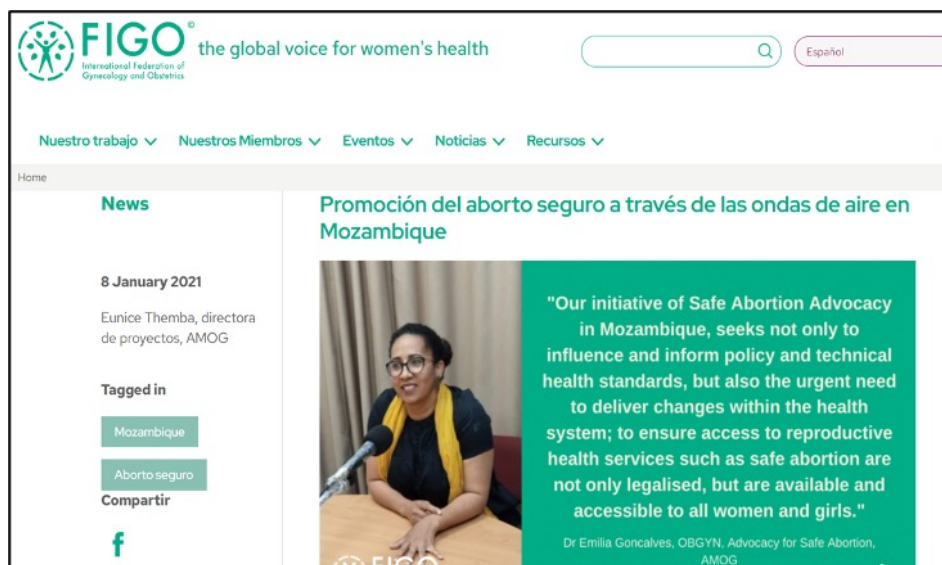 FIGO©
International Federation of
Gynecology and Obstetrics
the global voice for women's health
Español
Nuestro trabajo
Nuestros Miembros
Eventos
Noticias
Recursos
Home
News
8 January 2021
Eunice Themba, directora
de proyectos, AMOG
Tagged in
Mozambique
Aborto seguro
Compartir
f
Promoción del aborto seguro a través de las ondas de aire en
Mozambique
"Our initiative of Safe Abortion Advocacy
in Mozambique, seeks not only to
influence and inform policy and technical
health standards, but also the urgent need
to deliver changes within the health
system; to ensure access to reproductive
health services such as safe abortion are
not only legalised, but are available and
accessible to all women and girls."
Dr Emilia Goncalves, OBGYN, Advocacy for Safe Abortion,
AMOG
FIGO